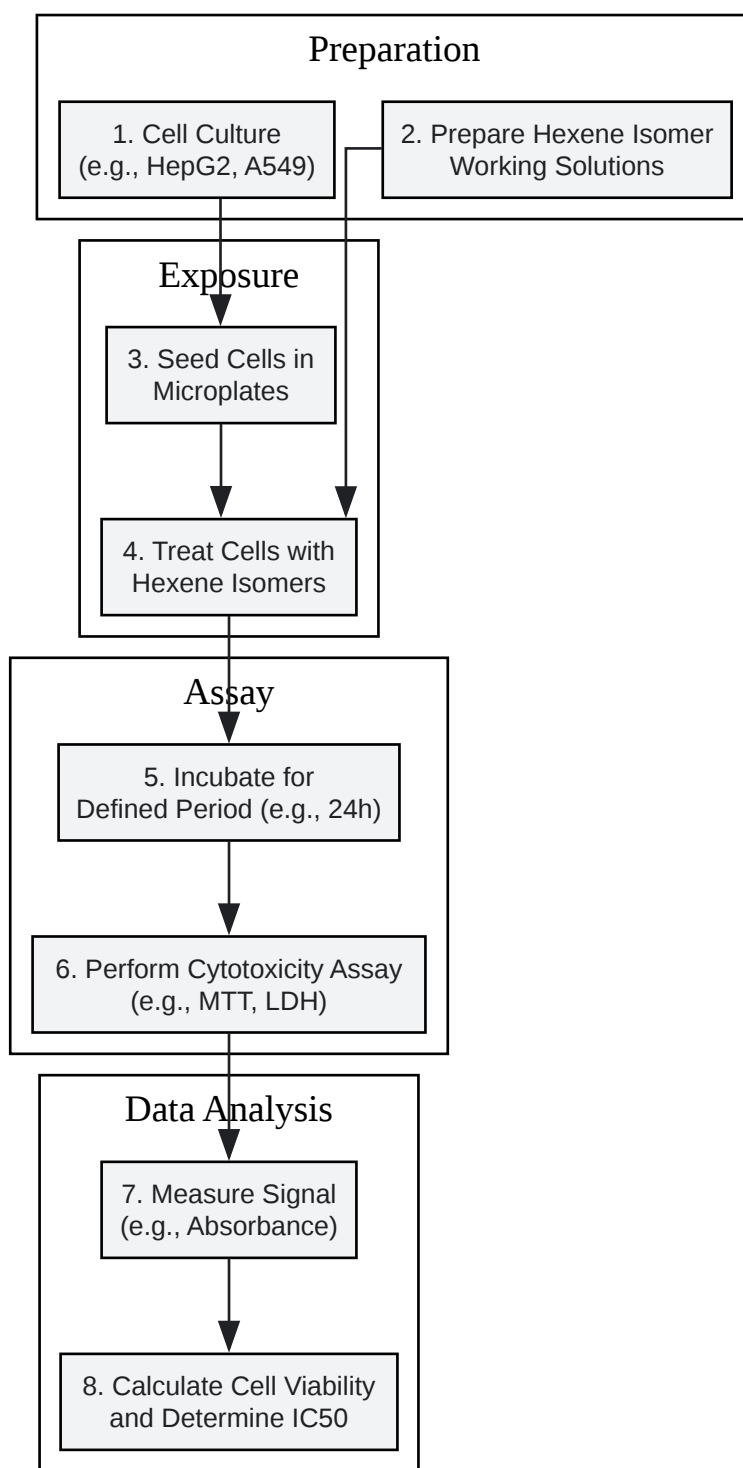 Preparation
1. Cell Culture
(e.g., HepG2, A549)
2. Prepare Hexene Isomer
Working Solutions
Exposure
3. Seed Cells in
Microplates
4. Treat Cells with
Hexene Isomers
Assay
5. Incubate for
Defined Period (e.g., 24h)
6. Perform Cytotoxicity Assay
(e.g., MTT, LDH)
Data Analysis
7. Measure Signal
(e.g., Absorbance)
8. Calculate Cell Viability
and Determine IC50